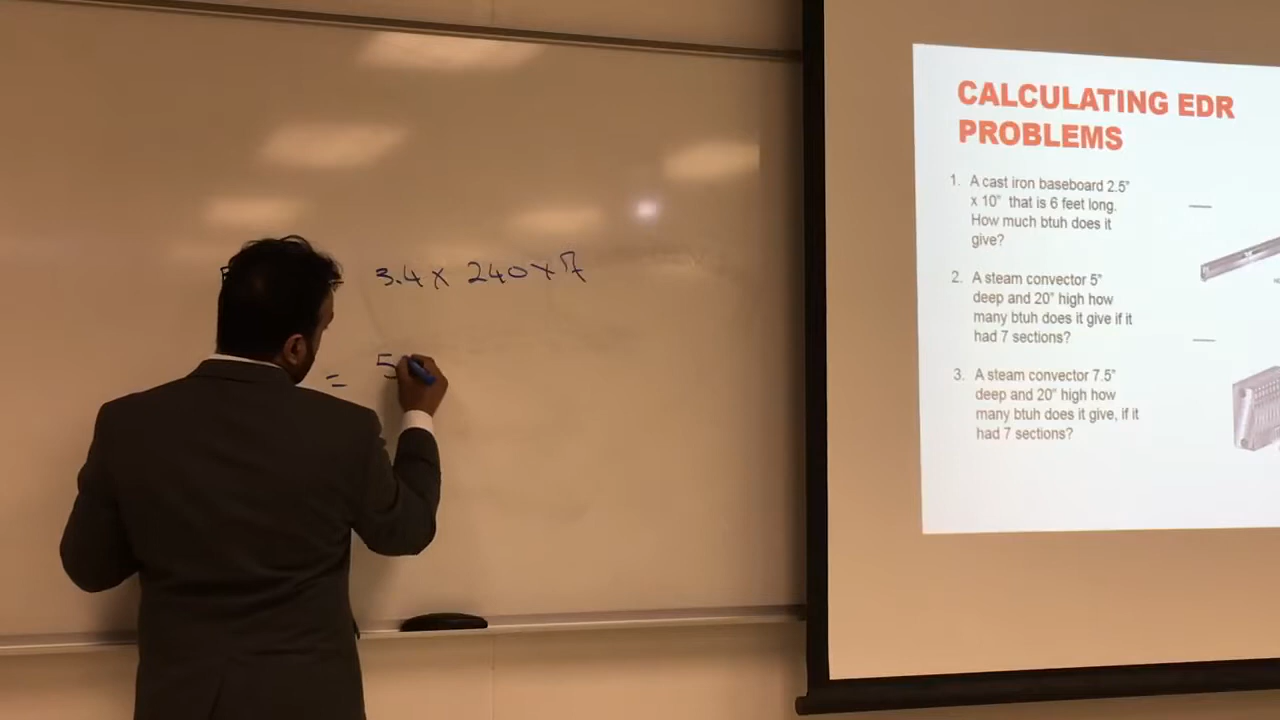 3.4 x 240 x 7
= 5
CALCULATING EDR
PROBLEMS
1. A cast iron baseboard 2.5"
x 10" that is 6 feet long.
How much btuh does it
give?
2. A steam convector 5"
deep and 20" high how
many btuh does it give if it
had 7 sections?
3. A steam convector 7.5"
deep and 20" high how
many btuh does it give, if it
had 7 sections?